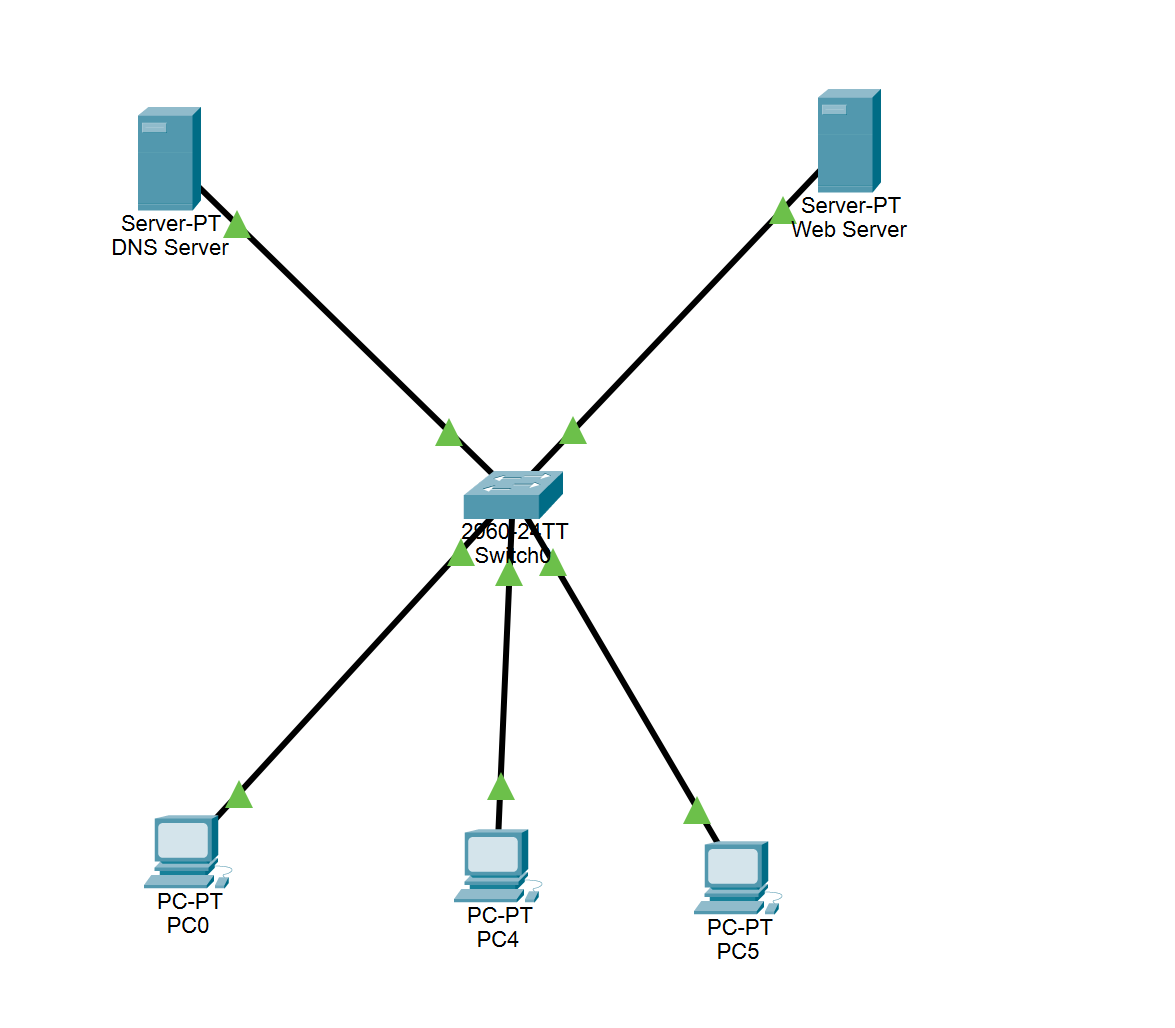 Server-PT
DNS Server
Server-PT
Web Server
2960-24TT
Switch0
PC-PT
PC0
PC-PT
PC4
PC-PT
PC5